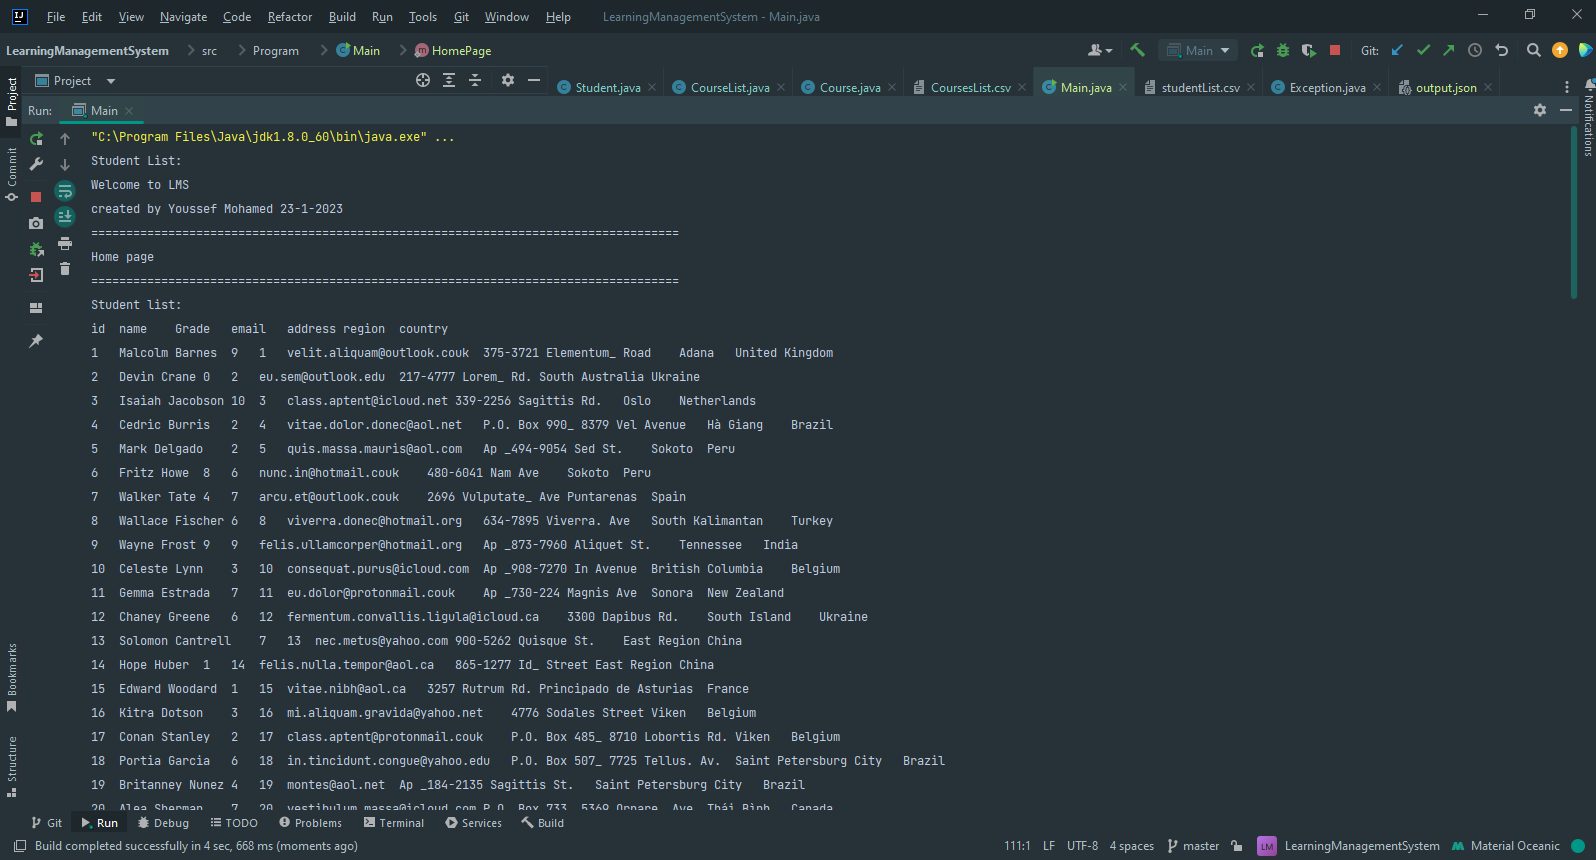 File Edit View Navigate Code Refactor Build Run Tools Git Window Help LearningManagementSystem - Main.java
LearningManagementSystem src Program Main HomePage Main Git:
Project Student.java CourseList.java Course.java CoursesList.csv Main.java studentList.csv Exception.java output.json
Run: Main
"C:\Program Files\Java\jdk1.8.0_60\bin\java.exe" ...
Student List:
Welcome to LMS
created by Youssef Mohamed 23-1-2023
====================================================================================
Home page
====================================================================================
Student list:
id name Grade email address region country
1 Malcolm Barnes 9 1 velit.aliquam@outlook.couk 375-3721 Elementum_ Road Adana United Kingdom
2 Devin Crane 0 2 eu.sem@outlook.edu 217-4777 Lorem_ Rd. South Australia Ukraine
3 Isaiah Jacobson 10 3 class.aptent@icloud.net 339-2256 Sagittis Rd. Oslo Netherlands
4 Cedric Burris 2 4 vitae.dolor.donec@aol.net P.O. Box 990_ 8379 Vel Avenue Hà Giang Brazil
5 Mark Delgado 2 5 quis.massa.mauris@aol.com Ap _494-9054 Sed St. Sokoto Peru
6 Fritz Howe 8 6 nunc.in@hotmail.couk 480-6041 Nam Ave Sokoto Peru
7 Walker Tate 4 7 arcu.et@outlook.couk 2696 Vulputate_ Ave Puntarenas Spain
8 Wallace Fischer 6 8 viverra.donec@hotmail.org 634-7895 Viverra. Ave South Kalimantan Turkey
9 Wayne Frost 9 9 felis.ullamcorper@hotmail.org Ap _873-7960 Aliquet St. Tennessee India
10 Celeste Lynn 3 10 consequat.purus@icloud.com Ap _908-7270 In Avenue British Columbia Belgium
11 Gemma Estrada 7 11 eu.dolor@protonmail.couk Ap _730-224 Magnis Ave Sonora New Zealand
12 Chaney Greene 6 12 fermentum.convallis.ligula@icloud.ca 3300 Dapibus Rd. South Island Ukraine
13 Solomon Cantrell 7 13 nec.metus@yahoo.com 900-5262 Quisque St. East Region China
14 Hope Huber 1 14 felis.nulla.tempor@aol.ca 865-1277 Id_ Street East Region China
15 Edward Woodard 1 15 vitae.nibh@aol.ca 3257 Rutrum Rd. Principado de Asturias France
16 Kitra Dotson 3 16 mi.aliquam.gravida@yahoo.net 4776 Sodales Street Viken Belgium
17 Conan Stanley 2 17 class.aptent@protonmail.couk P.O. Box 485_ 8710 Lobortis Rd. Viken Belgium
18 Portia Garcia 6 18 in.tincidunt.congue@yahoo.edu P.O. Box 507_ 7725 Tellus. Av. Saint Petersburg City Brazil
19 Britanney Nunez 4 19 montes@aol.net Ap _184-2135 Sagittis St. Saint Petersburg City Brazil
20 Alea Sherman 7 20 vestibulum.massa@icloud.com P.O. Box 733_ 5369 Ornare_ Ave Thái Bình Canada
Project
Commit
Bookmarks
Structure
Notifications
Git Run Debug TODO Problems Terminal Services Build
Build completed successfully in 4 sec, 668 ms (moments ago) 111:1 LF UTF-8 4 spaces master LM LearningManagementSystem Material Oceanic